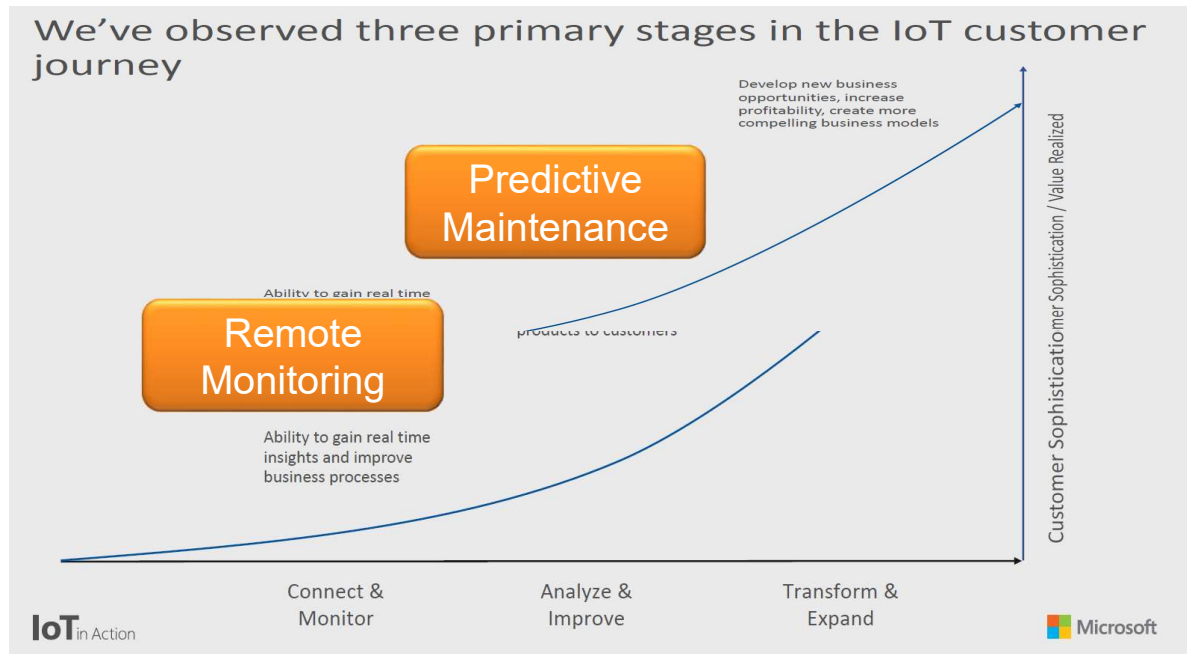 We've observed three primary stages in the IoT customer
journey
Develop new business
opportunities, increase
profitability, create more
compelling business models
Predictive
Maintenance
Ability to gain real time
Remote
Monitoring
products to customers
Ability to gain real time
insights and improve
business processes
Customer Sophisticatiomer Sophistication / Value Realized
Connect &
Monitor
Analyze &
Improve
Transform &
Expand
IoT in Action
Microsoft